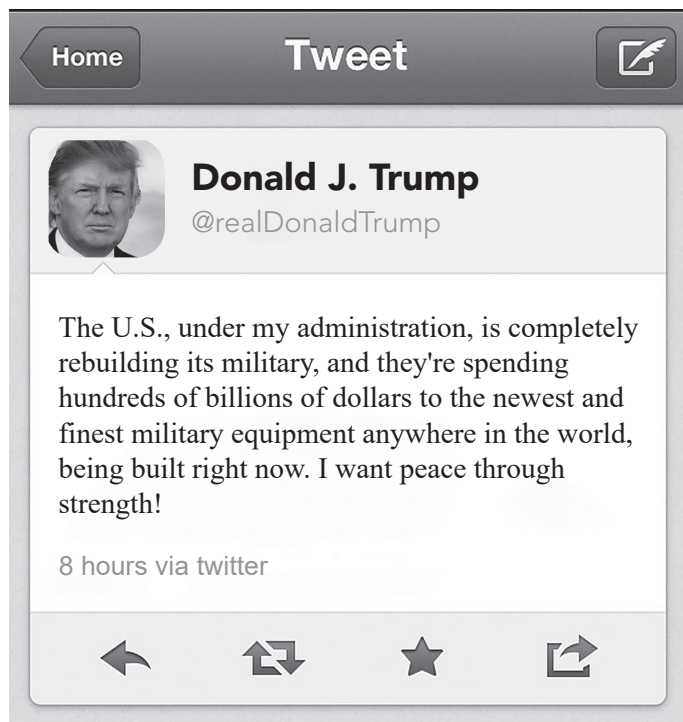 Home
Tweet
Donald J. Trump
@realDonaldTrump
The U.S., under my administration, is completely
rebuilding its military, and they're spending
hundreds of billions of dollars to the newest and
finest military equipment anywhere in the world,
being built right now. I want peace through
strength!
8 hours via twitter